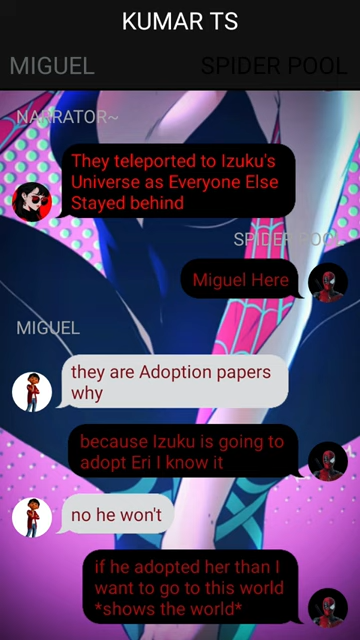 KUMAR TS
MIGUEL
SPIDER POOL
NARRATOR~
They teleported to Izuku's
Universe as Everyone Else
Stayed behind
SPIDER POOL
Miguel Here
MIGUEL
they are Adoption papers
why
because Izuku is going to
adopt Eri I know it
no he won't
if he adopted her than I
want to go to this world
*shows the world*